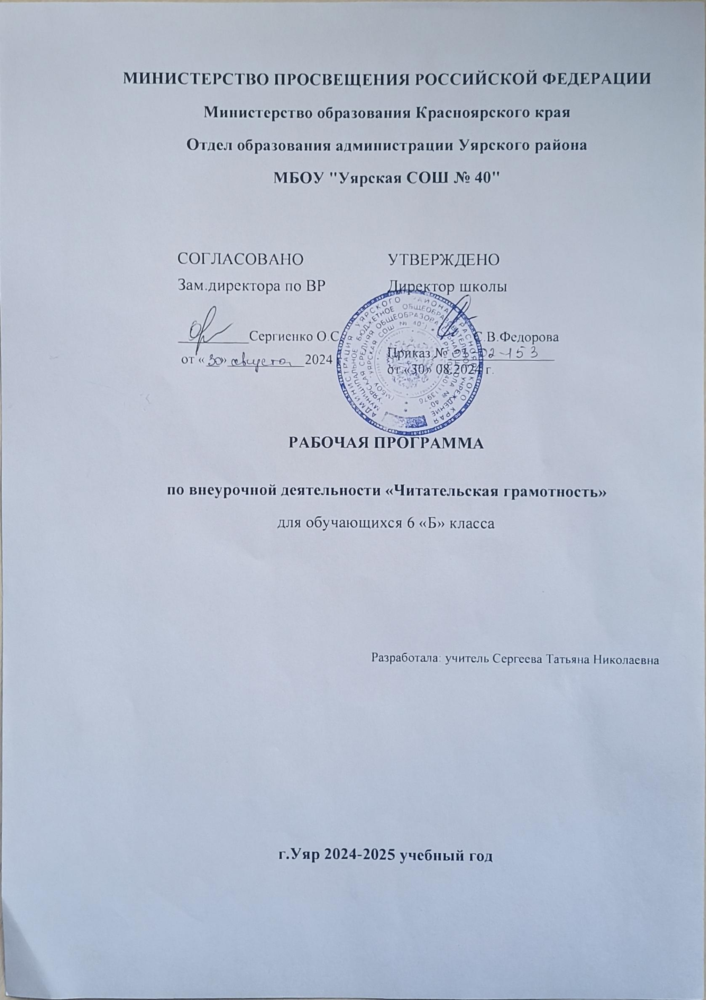 МИНИСТЕРСТВО ПРОСВЕЩЕНИЯ РОССИЙСКОЙ ФЕДЕРАЦИИ
Министерство образования Красноярского края
Отдел образования администрации Уярского района
МБОУ "Уярская СОШ № 40"
СОГЛАСОВАНО
Зам.директора по ВР
Сергиенко О.С
от «30» августа 2024
УТВЕРЖДЕНО
Директор школы
С.В.Федорова
Приказ № 03-02-153
от «30» 08.2024 г.
АДМИНИСТРАЦИЯ УЯРСКОГО РАЙОНА КРАСНОЯРСКОГО КРАЯ
МУНИЦИПАЛЬНОЕ БЮДЖЕТНОЕ ОБЩЕОБРАЗОВАТЕЛЬНОЕ УЧРЕЖДЕНИЕ
"УЯРСКАЯ СРЕДНЯЯ ОБЩЕОБРАЗОВАТЕЛЬНАЯ ШКОЛА № 40"
(МБОУ "УЯРСКАЯ СОШ № 40")
РАБОЧАЯ ПРОГРАММА
по внеурочной деятельности «Читательская грамотность»
для обучающихся 6 «Б» класса
Разработала: учитель Сергеева Татьяна Николаевна
г.Уяр 2024-2025 учебный год